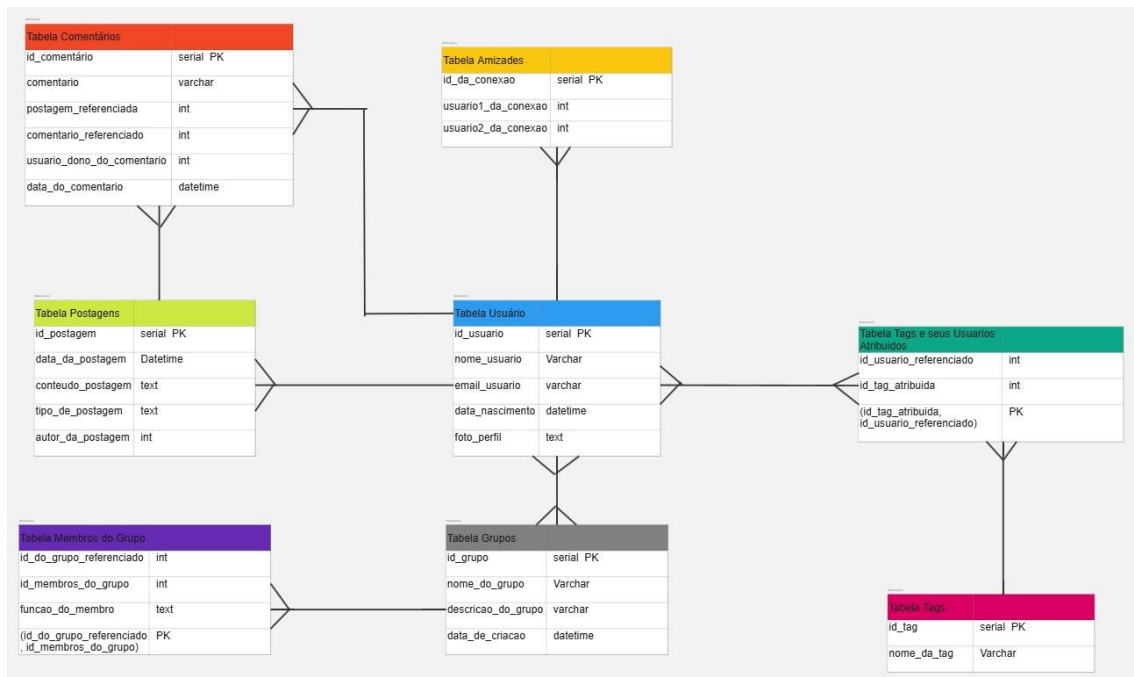 Tabela Comentários
id_comentário serial PK
comentario varchar
postagem_referenciada int
comentario_referenciado int
usuario_dono_do_comentario int
data_do_comentario datetime
Tabela Amizades
id_da_conexao serial PK
usuario1_da_conexao int
usuario2_da_conexao int
Tabela Postagens
id_postagem serial PK
data_da_postagem Datetime
conteudo_postagem text
tipo_de_postagem text
autor_da_postagem int
Tabela Usuário
id_usuario serial PK
nome_usuario Varchar
email_usuario varchar
data_nascimento datetime
foto_perfil text
Tabela Tags e seus Usuarios
Atribuidos
id_usuario_referenciado int
id_tag_atribuida int
(id_tag_atribuida, PK
id_usuario_referenciado)
Tabela Membros do Grupo
id_do_grupo_referenciado int
id_membros_do_grupo int
funcao_do_membro text
(id_do_grupo_referenciado PK
, id_membros_do_grupo)
Tabela Grupos
id_grupo serial PK
nome_do_grupo Varchar
descricao_do_grupo varchar
data_de_criacao datetime
Tabela Tags
id_tag serial PK
nome_da_tag Varchar